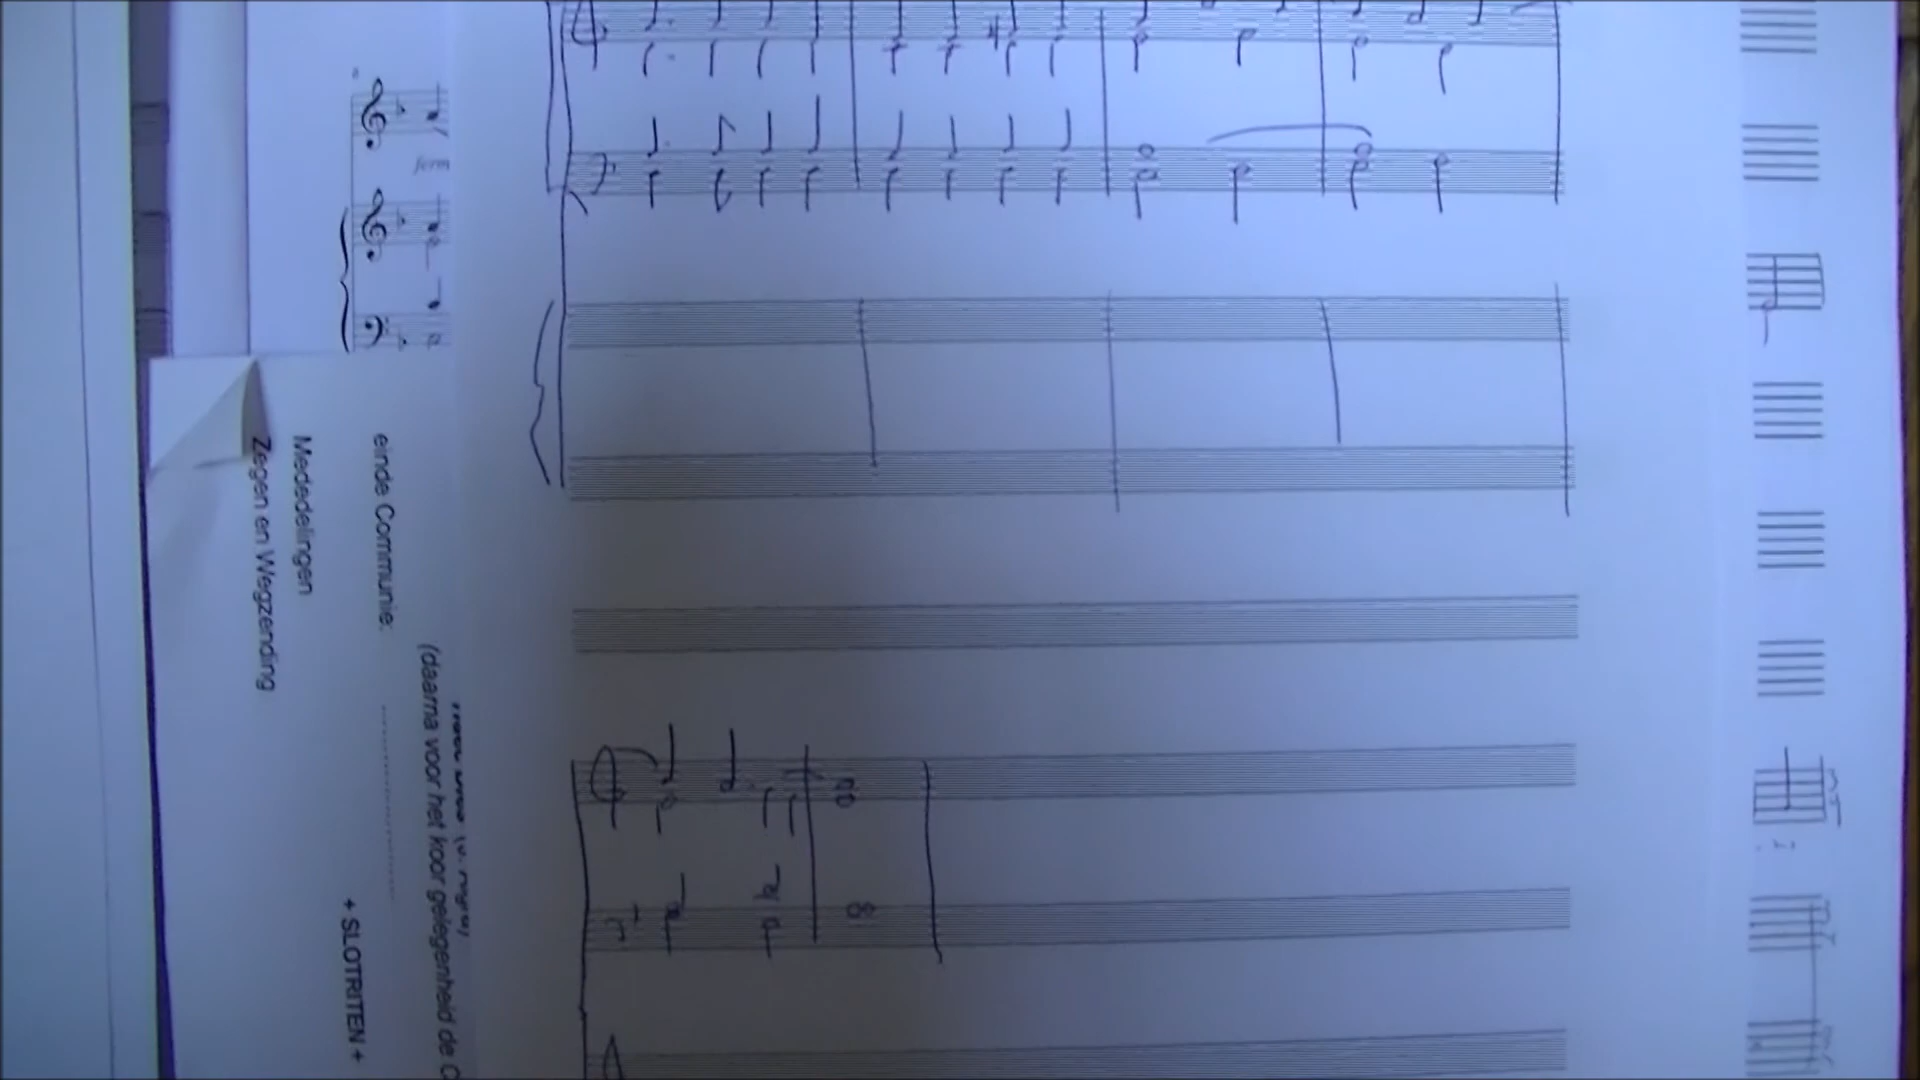 ferm
einde Communie:
(daarna voor het koor gelegenheid de C
+ SLOTRITEN +
Mededelingen
Zegen en Wegzending